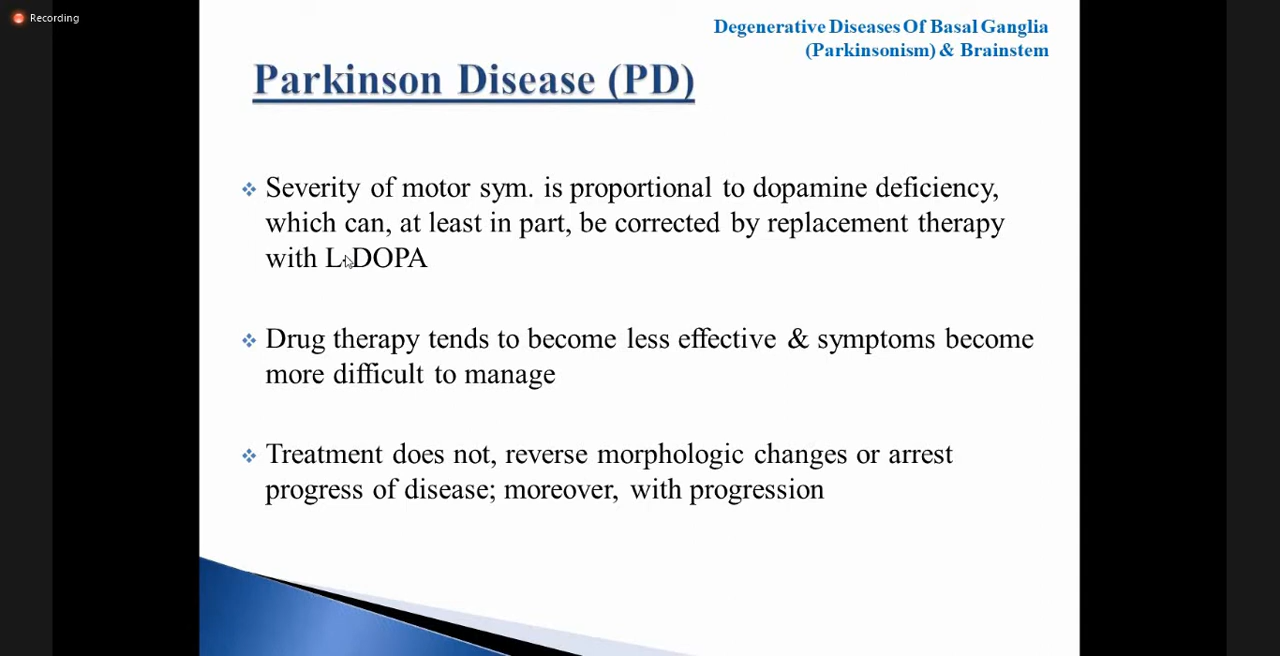 Recording
Degenerative Diseases Of Basal Ganglia
(Parkinsonism) & Brainstem
Parkinson Disease (PD)
Severity of motor sym. is proportional to dopamine deficiency,
which can, at least in part, be corrected by replacement therapy
with L-DOPA
Drug therapy tends to become less effective & symptoms become
more difficult to manage
Treatment does not, reverse morphologic changes or arrest
progress of disease; moreover, with progression